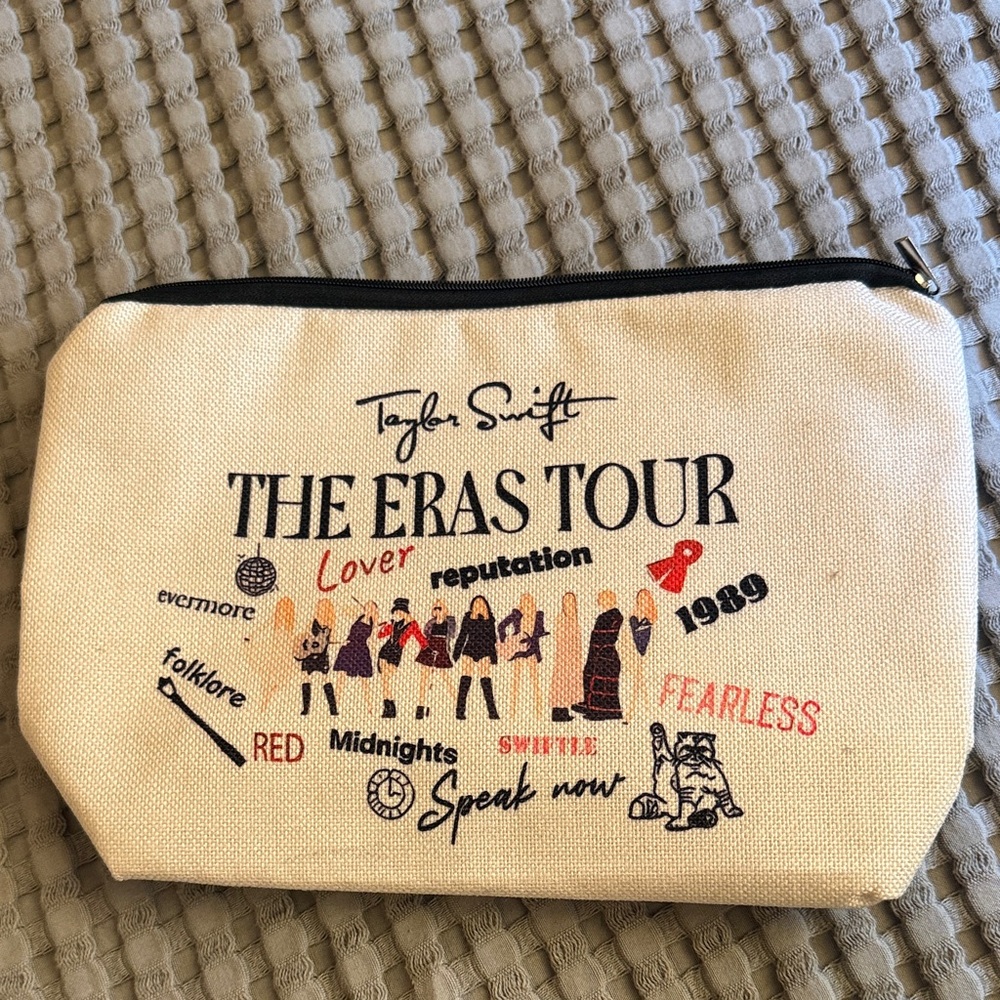 Taylor Swift
THE ERAS TOUR
Lover
reputation
evermore
1989
folklore
FEARLESS
RED
Midnights
SWIFTIE
Speak now